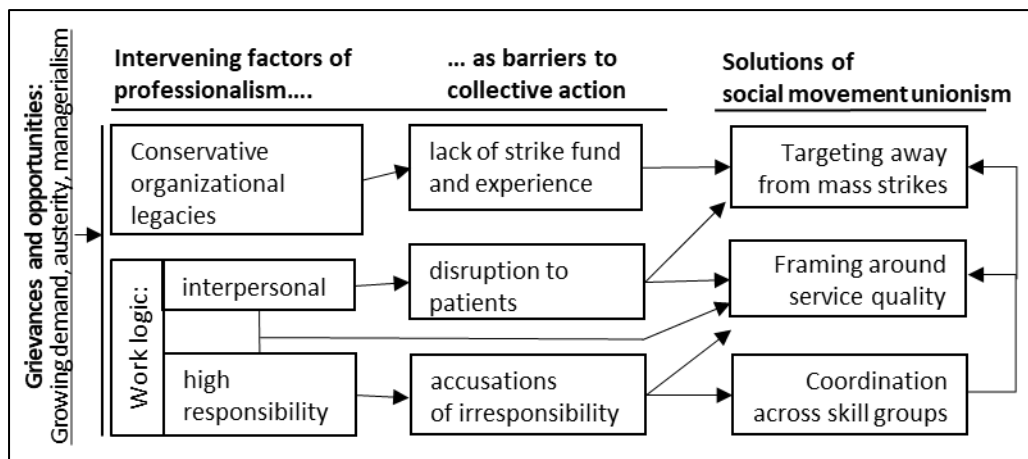 Grievances and opportunities:
Growing demand, austerity, managerialism
Intervening factors of
professionalism....
... as barriers to
collective action
Solutions of
social movement unionism
Conservative
organizational
legacies
lack of strike fund
and experience
Targeting away
from mass strikes
Work logic:
interpersonal
disruption to
patients
Framing around
service quality
high
responsibility
accusations
of irresponsibility
Coordination
across skill groups